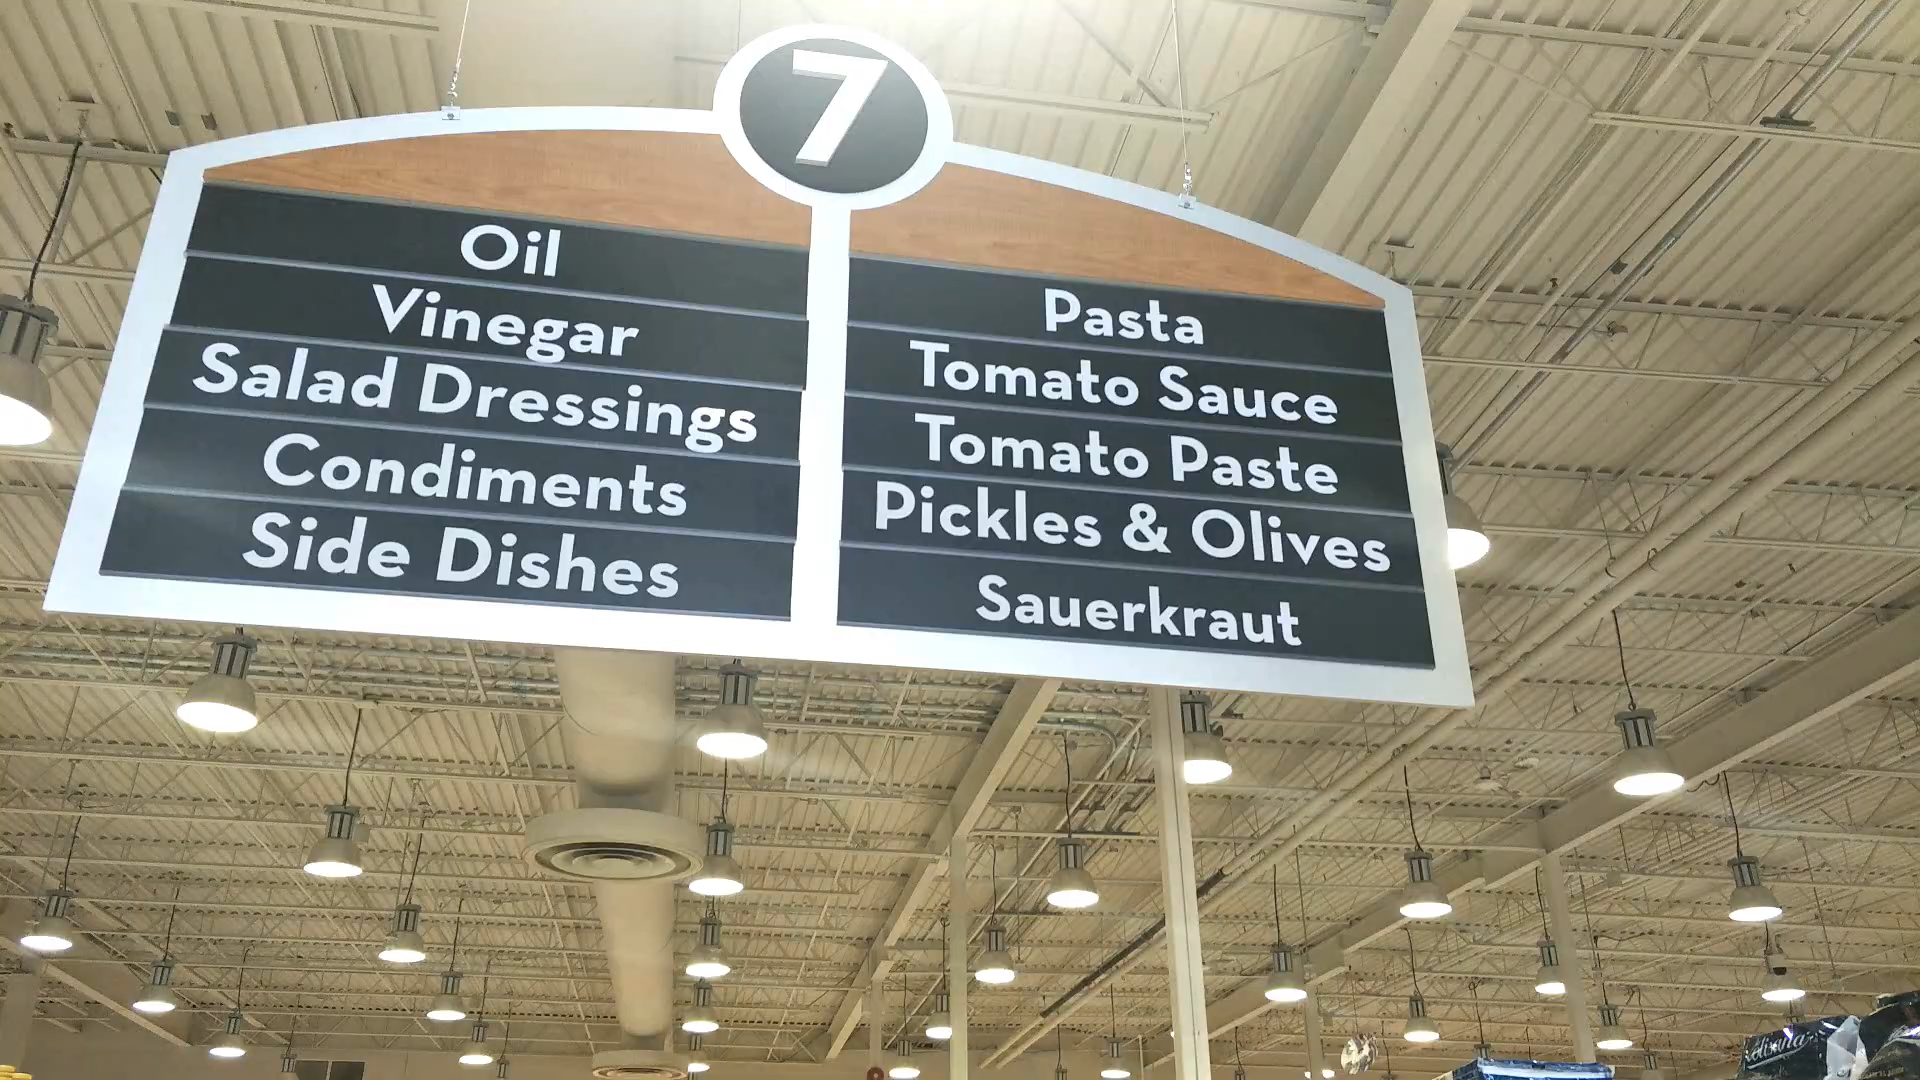 7
Oil
Vinegar
Salad Dressings
Condiments
Side Dishes
Pasta
Tomato Sauce
Tomato Paste
Pickles & Olives
Sauerkraut